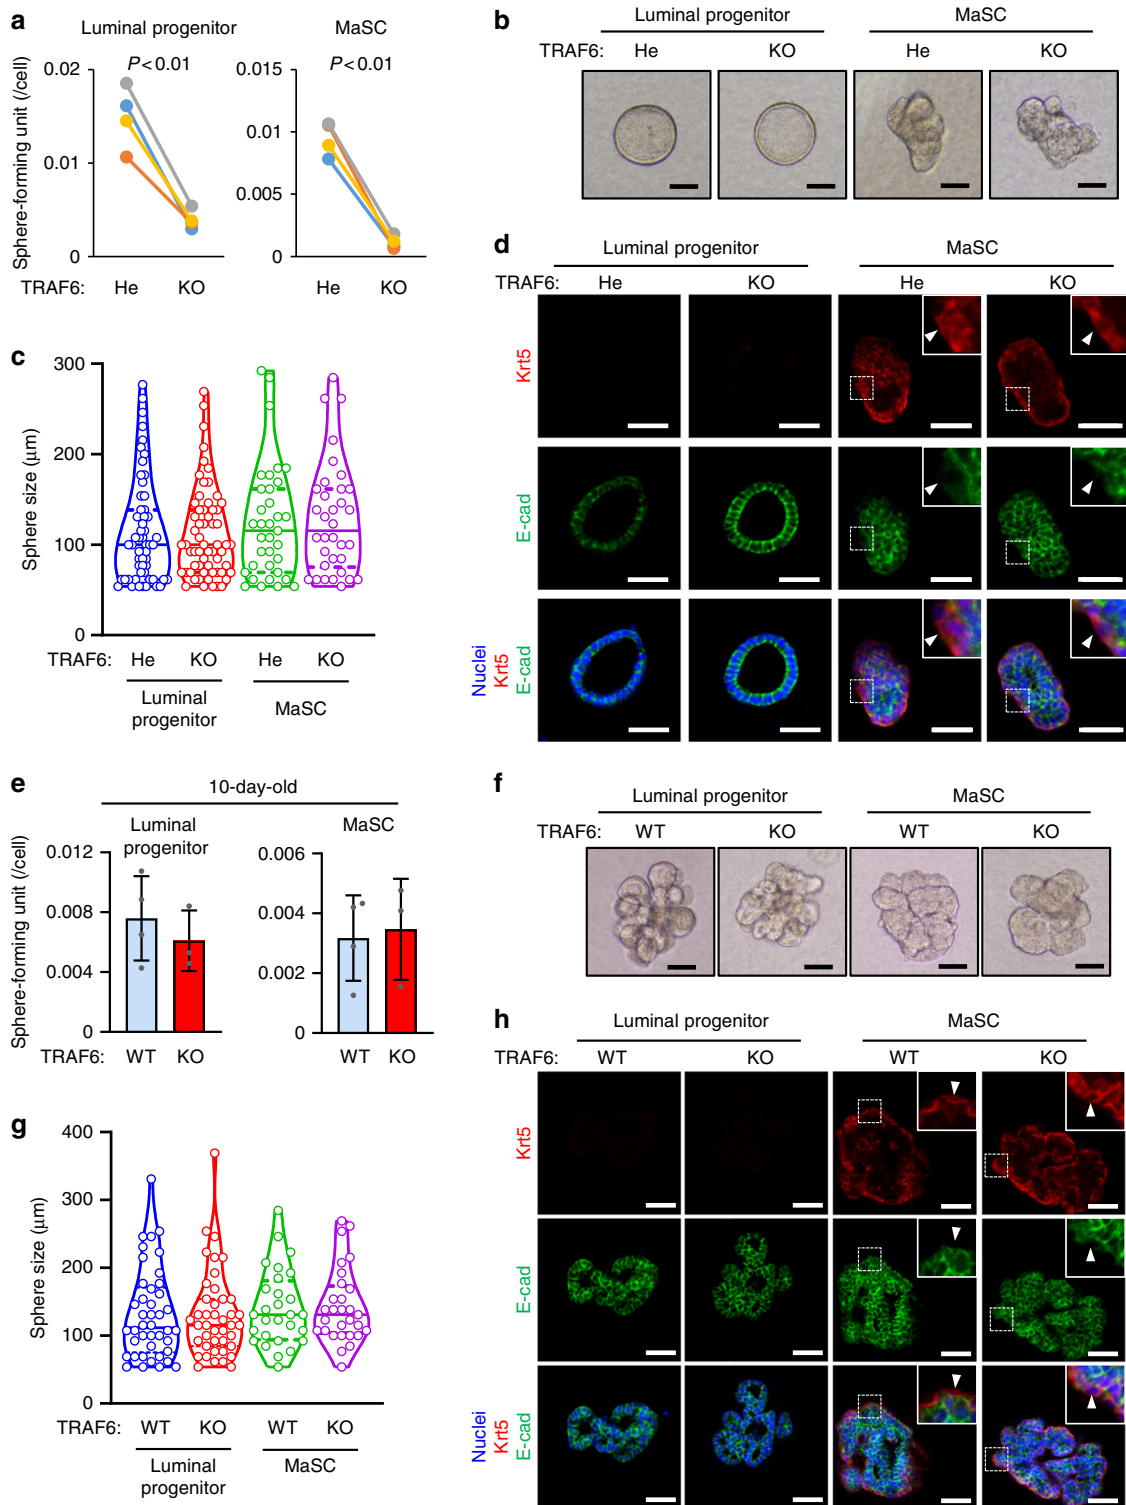 a
Luminal progenitor
MaSC
Sphere-forming unit (/cell)
0.02
0.01
0
P < 0.01
0.015
0.01
0.005
0
P < 0.01
TRAF6: He KO He KO
b
Luminal progenitor
MaSC
TRAF6: He KO He KO
c
Sphere size (µm)
300
200
100
0
TRAF6: He KO He KO
Luminal
progenitor
MaSC
d
Luminal progenitor
MaSC
TRAF6: He KO He KO
Krt5
E-cad
Nuclei
Krt5
E-cad
e
10-day-old
Luminal
progenitor
MaSC
Sphere-forming unit (/cell)
0.012
0.008
0.004
0
0.006
0.004
0.002
0
TRAF6: WT KO WT KO
f
Luminal progenitor
MaSC
TRAF6: WT KO WT KO
g
Sphere size (µm)
400
300
200
100
0
TRAF6: WT KO WT KO
Luminal
progenitor
MaSC
h
Luminal progenitor
MaSC
TRAF6: WT KO WT KO
Krt5
E-cad
Nuclei
Krt5
E-cad